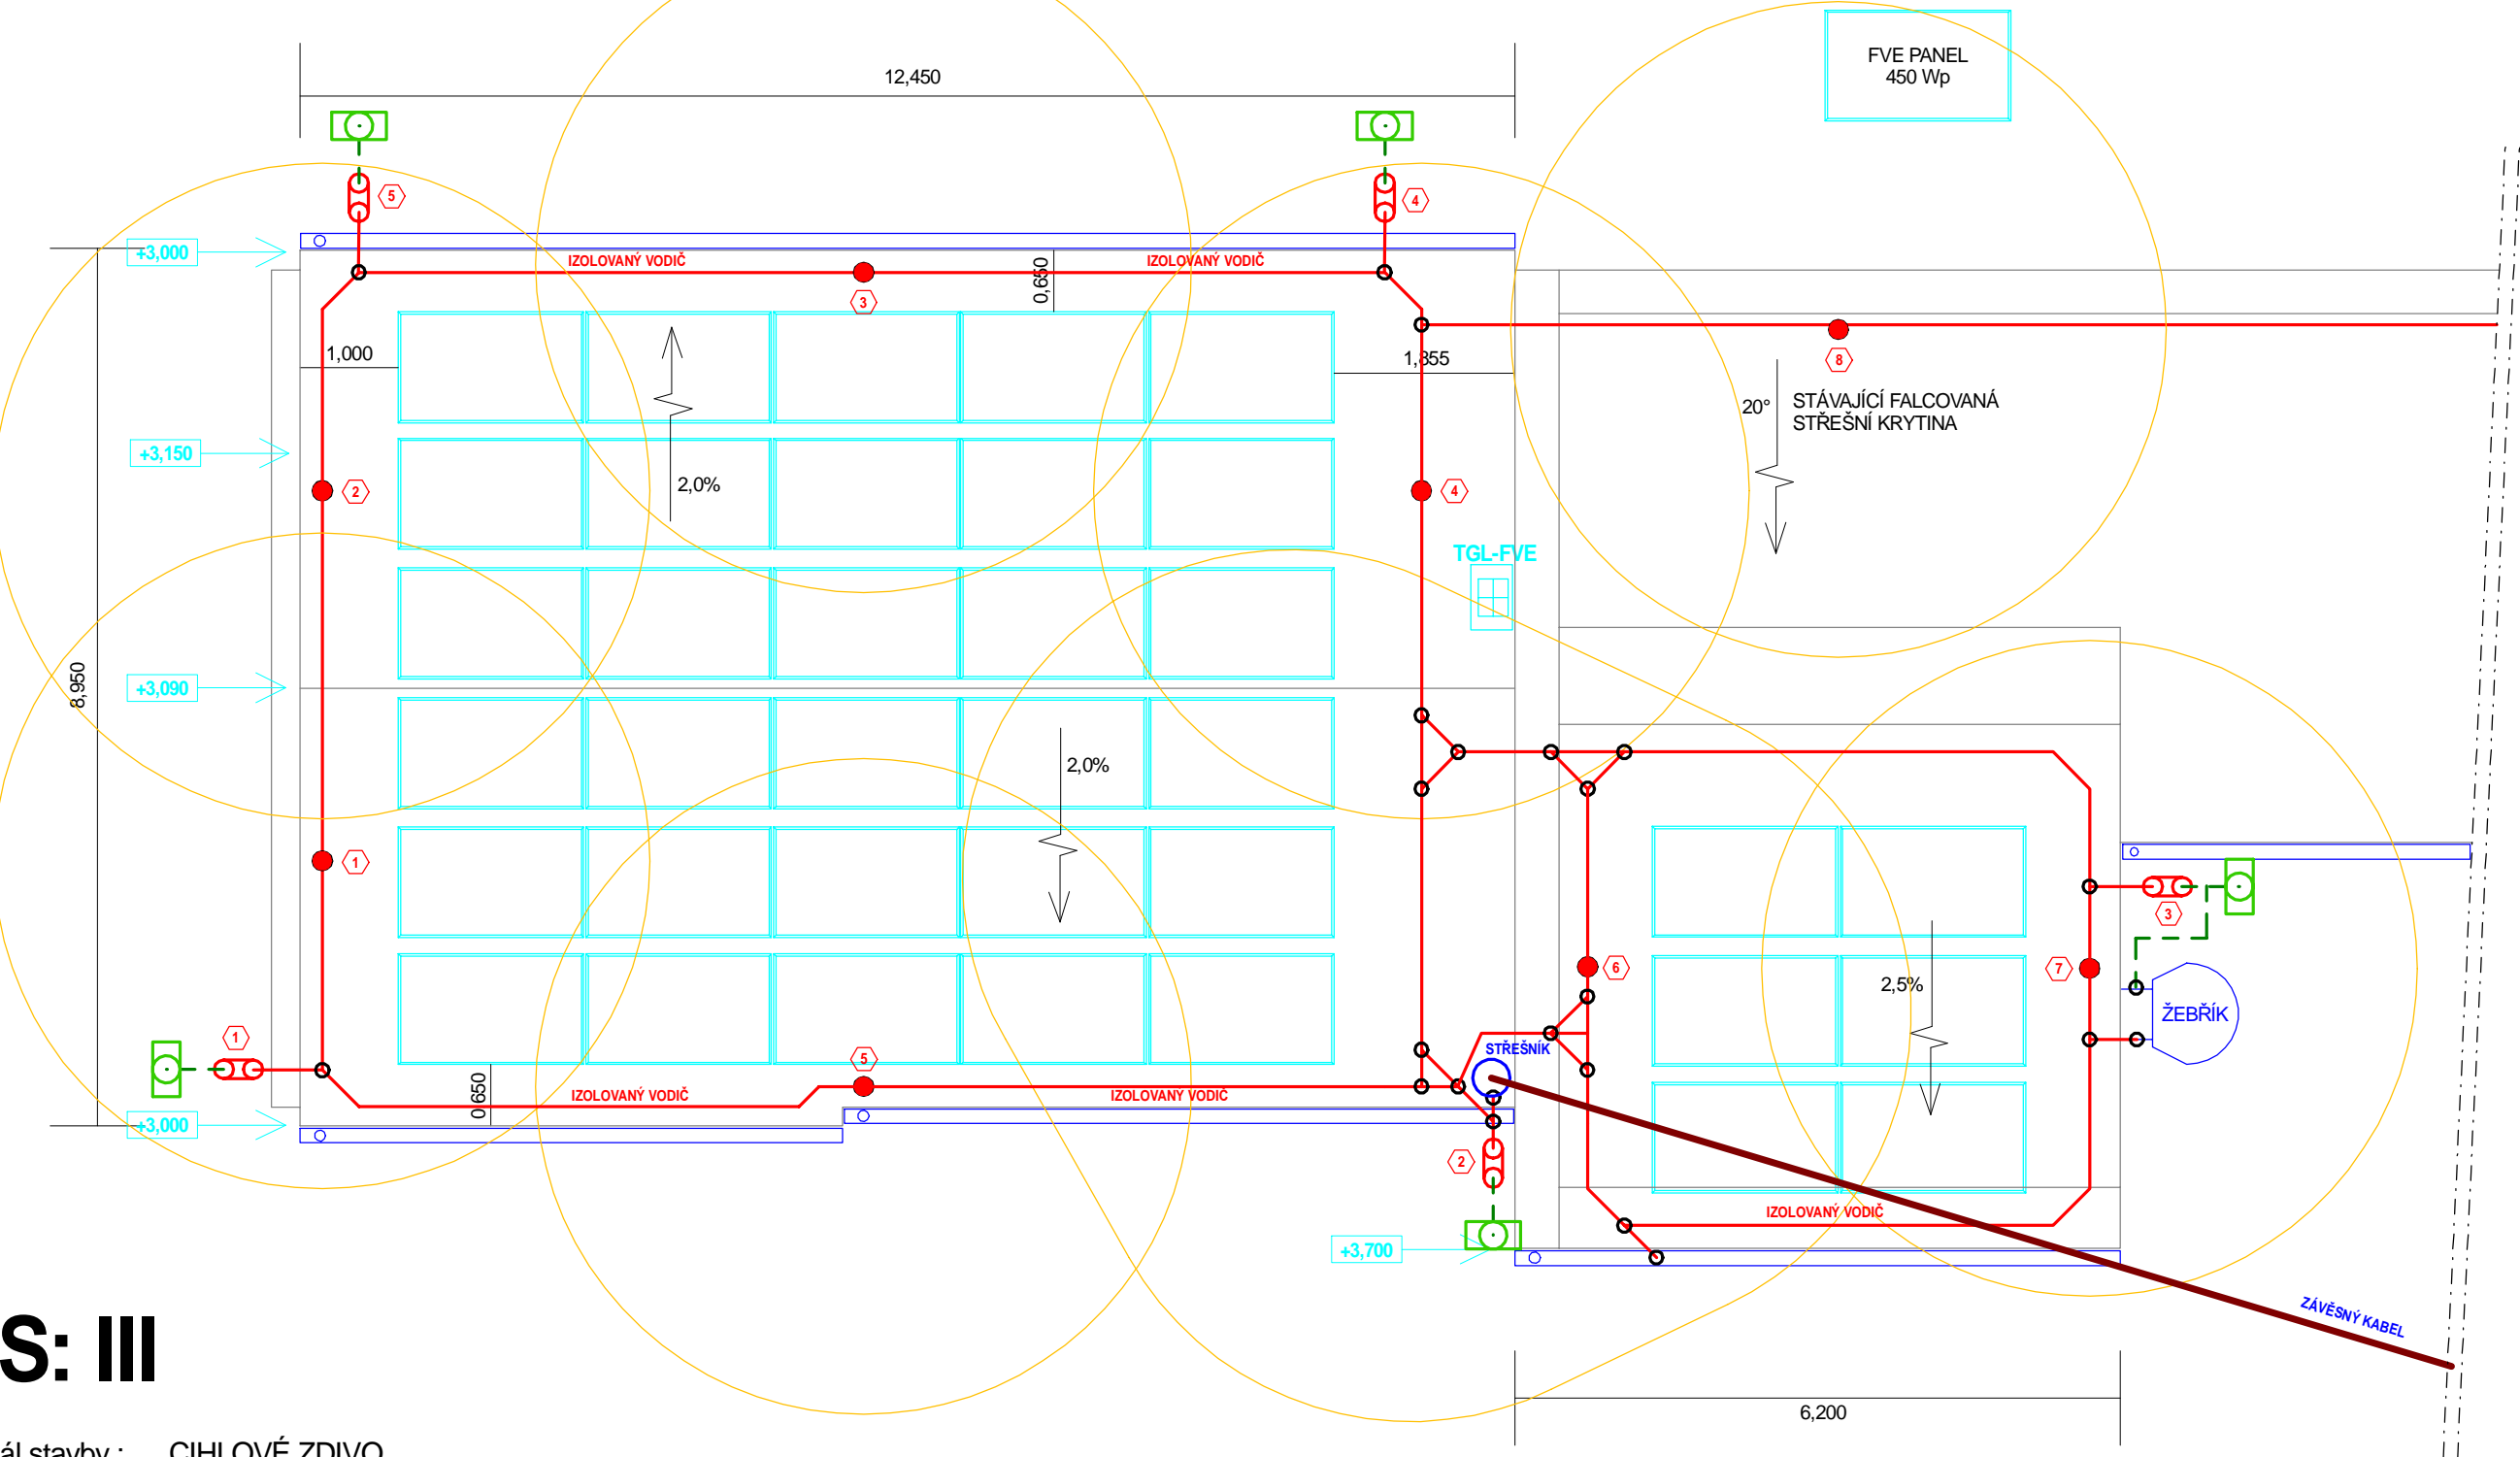 FVE PANEL
450 Wp
12,450
5
4
+3,000
IZOLOVANÝ VODIČ
IZOLOVANÝ VODIČ
0,650
3
1,000
1,855
8
20°
STÁVAJÍCÍ FALCOVANÁ
STŘEŠNÍ KRYTINA
+3,150
2,0%
2
4
TGL-FVE
8,950
+3,090
2,0%
1
3
6
7
2,5%
ŽEBŘÍK
1
STŘEŠNÍK
5
0,650
IZOLOVANÝ VODIČ
IZOLOVANÝ VODIČ
+3,000
2
IZOLOVANÝ VODIČ
+3,700
ZÁVĚSNÝ KABEL
S: III
6,200
ál stavby : CIHLOVÉ ZDIVO